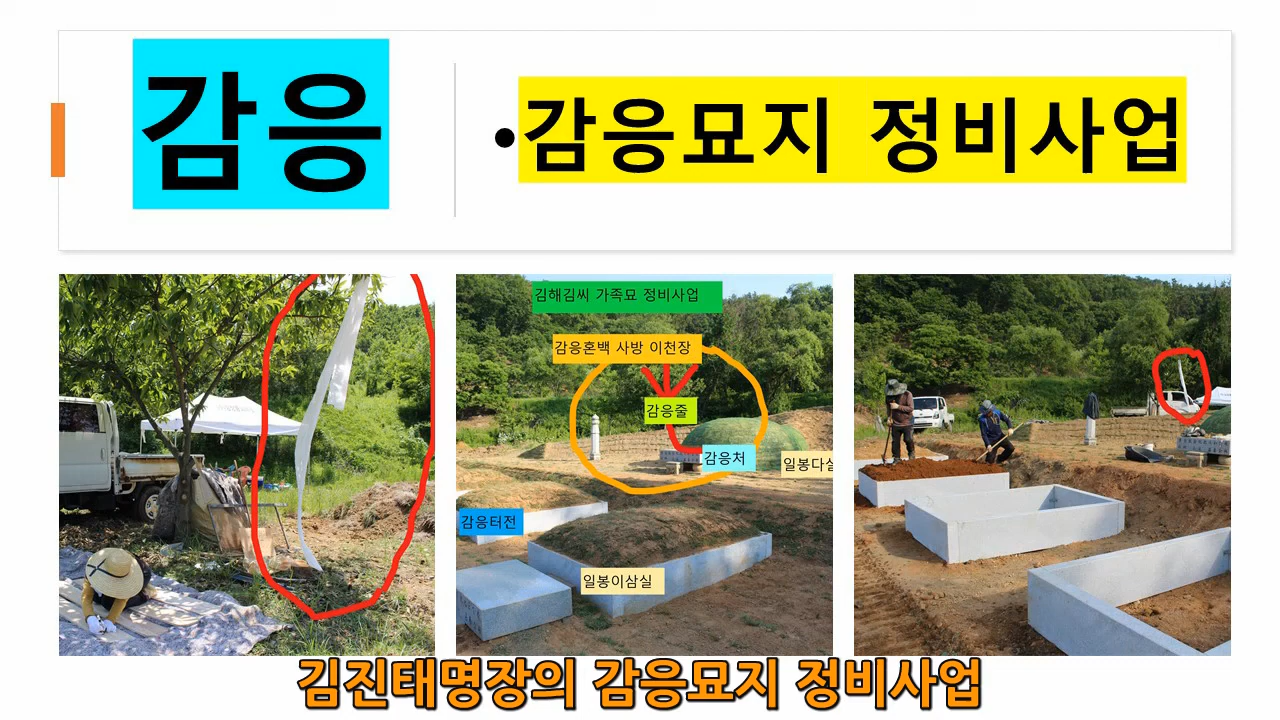 감응
•감응묘지 정비사업
김해김씨 가족묘 정비사업
감응혼백 사방 이천장
감응줄
감응처
일봉다실
감응터전
일봉이삼실
김진태명장의 감응묘지 정비사업